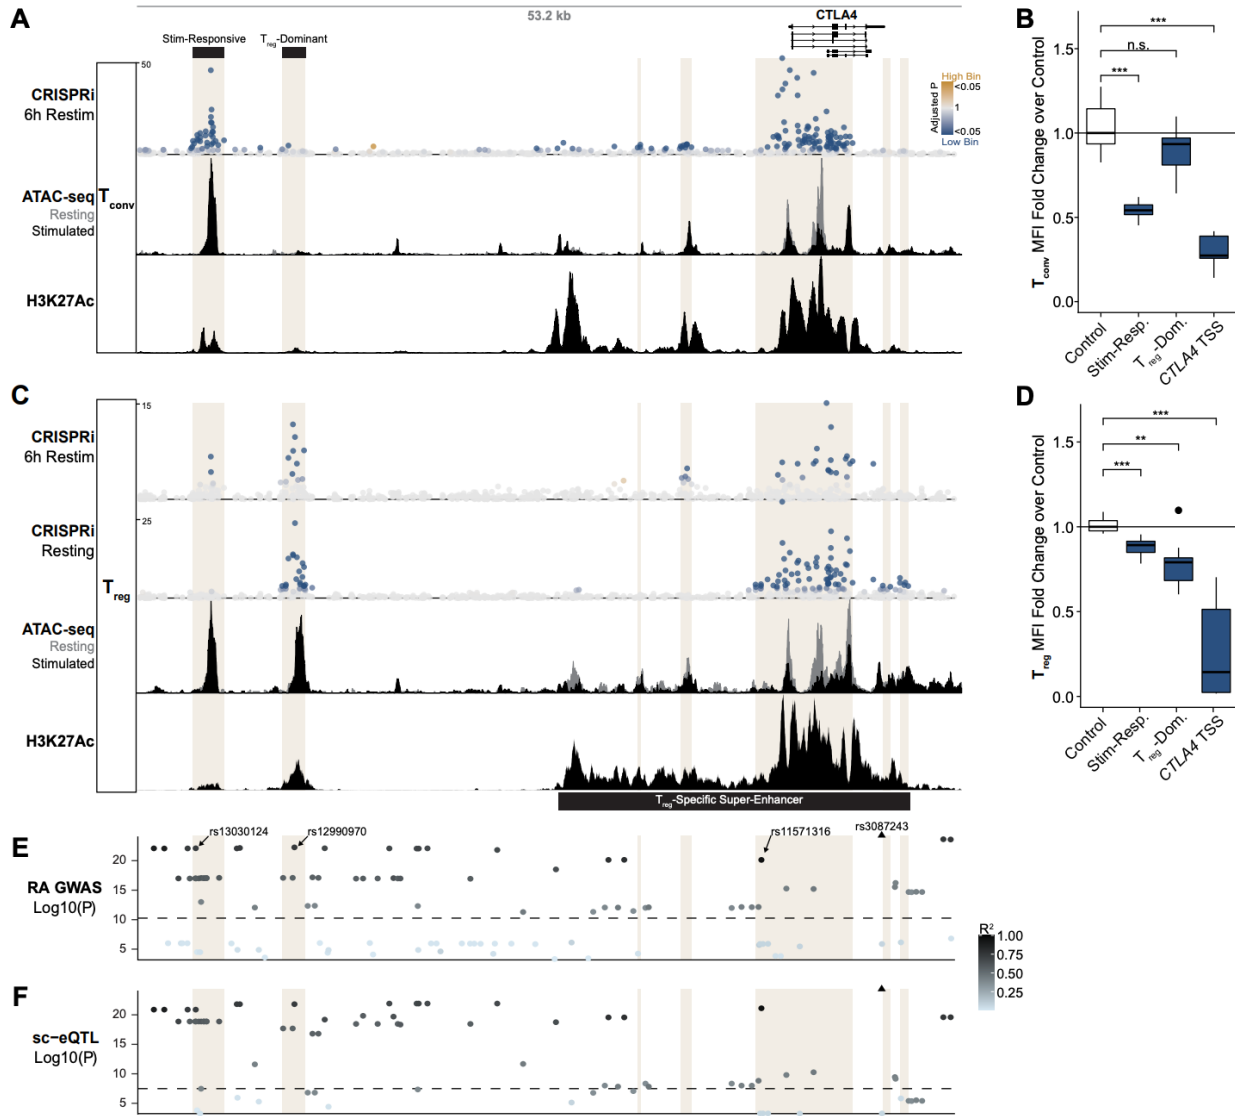 A
53.2 kb
CTLA4
Stim-Responsive
Treg-Dominant
50
CRISPRi
6h Restim
High Bin
<0.05
1
<0.05
Low Bin
Adjusted P
Tconv
ATAC-seq
Resting
Stimulated
H3K27Ac
B
Tconv MFI Fold Change over Control
1.5
1.0
0.5
0.0
***
n.s.
***
Control
Stim-Resp.
Treg-Dom.
CTLA4 TSS
C
15
CRISPRi
6h Restim
25
CRISPRi
Resting
Treg
ATAC-seq
Resting
Stimulated
H3K27Ac
Treg-Specific Super-Enhancer
D
Treg MFI Fold Change over Control
1.5
1.0
0.5
0.0
***
**
***
Control
Stim-Resp.
Treg-Dom.
CTLA4 TSS
E
rs13030124
rs12990970
rs11571316
rs3087243
RA GWAS
Log10(P)
20
15
10
5
R²
1.00
0.75
0.50
0.25
F
sc−eQTL
Log10(P)
20
15
10
5